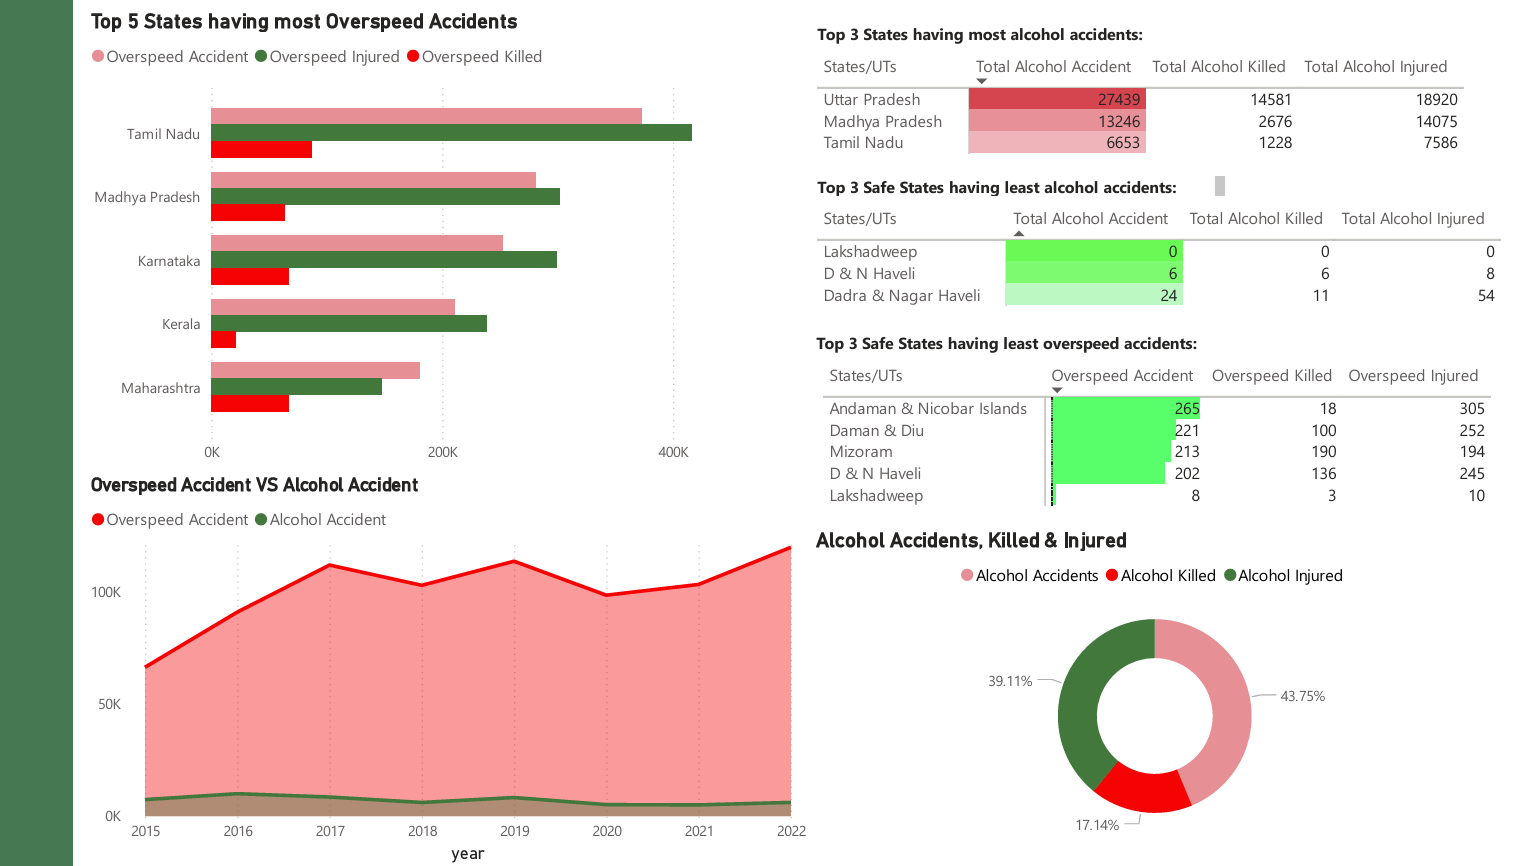 Top 5 States having most Overspeed Accidents
Overspeed Accident Overspeed Injured Overspeed Killed
Tamil Nadu
Madhya Pradesh
Karnataka
Kerala
Maharashtra
0K 200K 400K
Overspeed Accident VS Alcohol Accident
Overspeed Accident Alcohol Accident
100K
50K
0K
2015 2016 2017 2018 2019 2020 2021 2022
year
Top 3 States having most alcohol accidents:
States/UTs Total Alcohol Accident Total Alcohol Killed Total Alcohol Injured
Uttar Pradesh 27439 14581 18920
Madhya Pradesh 13246 2676 14075
Tamil Nadu 6653 1228 7586
Top 3 Safe States having least alcohol accidents:
States/UTs Total Alcohol Accident Total Alcohol Killed Total Alcohol Injured
Lakshadweep 0 0 0
D & N Haveli 6 6 8
Dadra & Nagar Haveli 24 11 54
Top 3 Safe States having least overspeed accidents:
States/UTs Overspeed Accident Overspeed Killed Overspeed Injured
Andaman & Nicobar Islands 265 18 305
Daman & Diu 221 100 252
Mizoram 213 190 194
D & N Haveli 202 136 245
Lakshadweep 8 3 10
Alcohol Accidents, Killed & Injured
Alcohol Accidents Alcohol Killed Alcohol Injured
39.11%
43.75%
17.14%